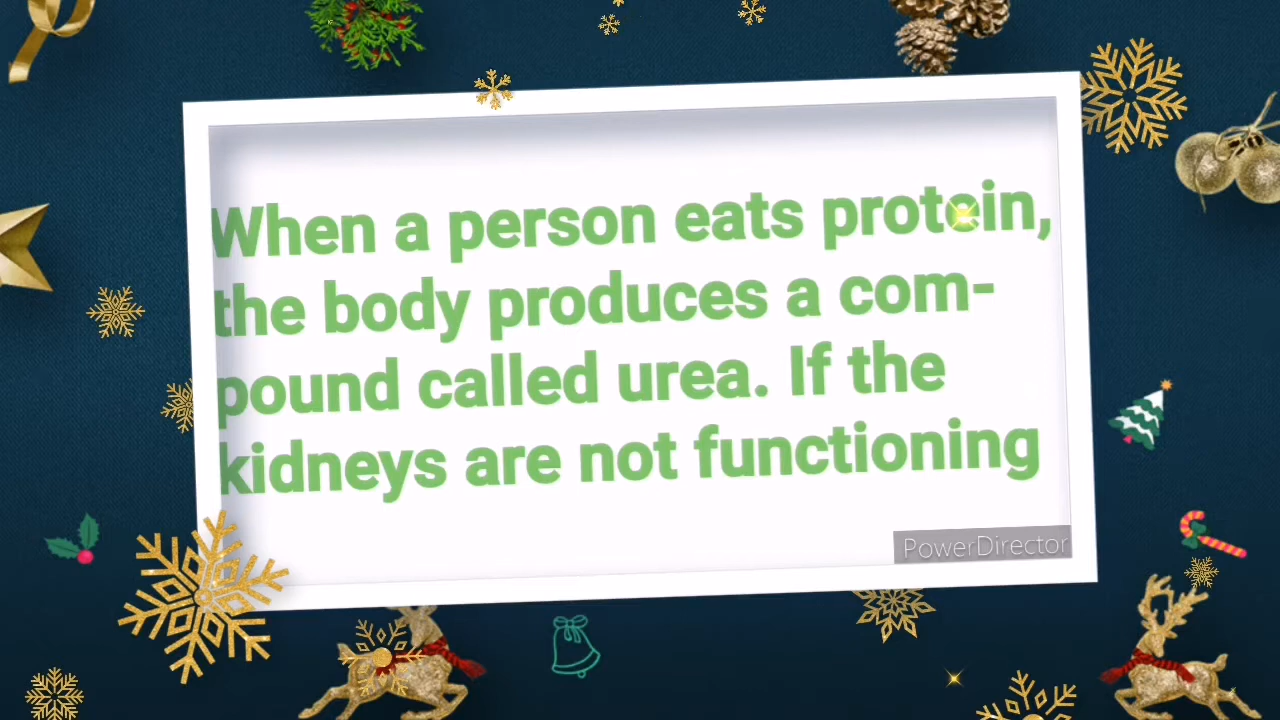 When a person eats protein,
the body produces a com-
pound called urea. If the
kidneys are not functioning
PowerDirector